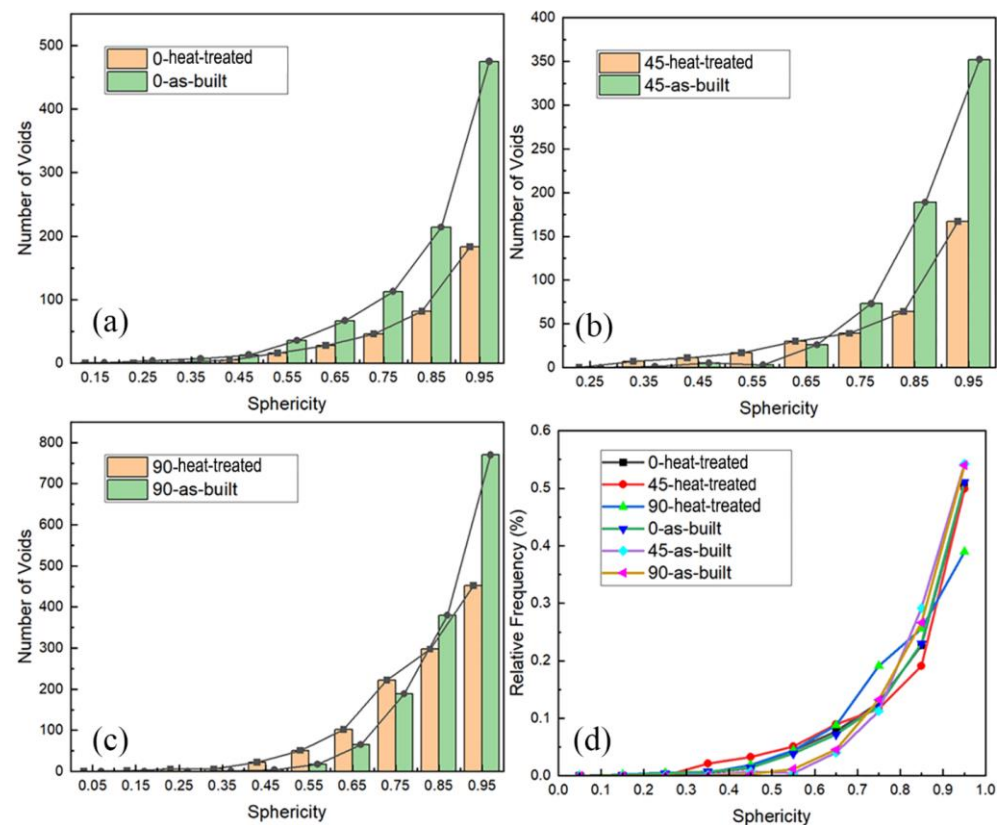 500
400
300
200
100
0
Number of Voids
0-heat-treated
0-as-built
(a)
0.15 0.25 0.35 0.45 0.55 0.65 0.75 0.85 0.95
Sphericity
400
350
300
250
200
150
100
50
0
Number of Voids
45-heat-treated
45-as-built
(b)
0.25 0.35 0.45 0.55 0.65 0.75 0.85 0.95
Sphericity
800
700
600
500
400
300
200
100
0
Number of Voids
90-heat-treated
90-as-built
(c)
0.05 0.15 0.25 0.35 0.45 0.55 0.65 0.75 0.85 0.95
Sphericity
0.6
0.5
0.4
0.3
0.2
0.1
0.0
Relative Frequency (%)
0-heat-treated
45-heat-treated
90-heat-treated
0-as-built
45-as-built
90-as-built
(d)
0.0 0.1 0.2 0.3 0.4 0.5 0.6 0.7 0.8 0.9 1.0
Sphericity